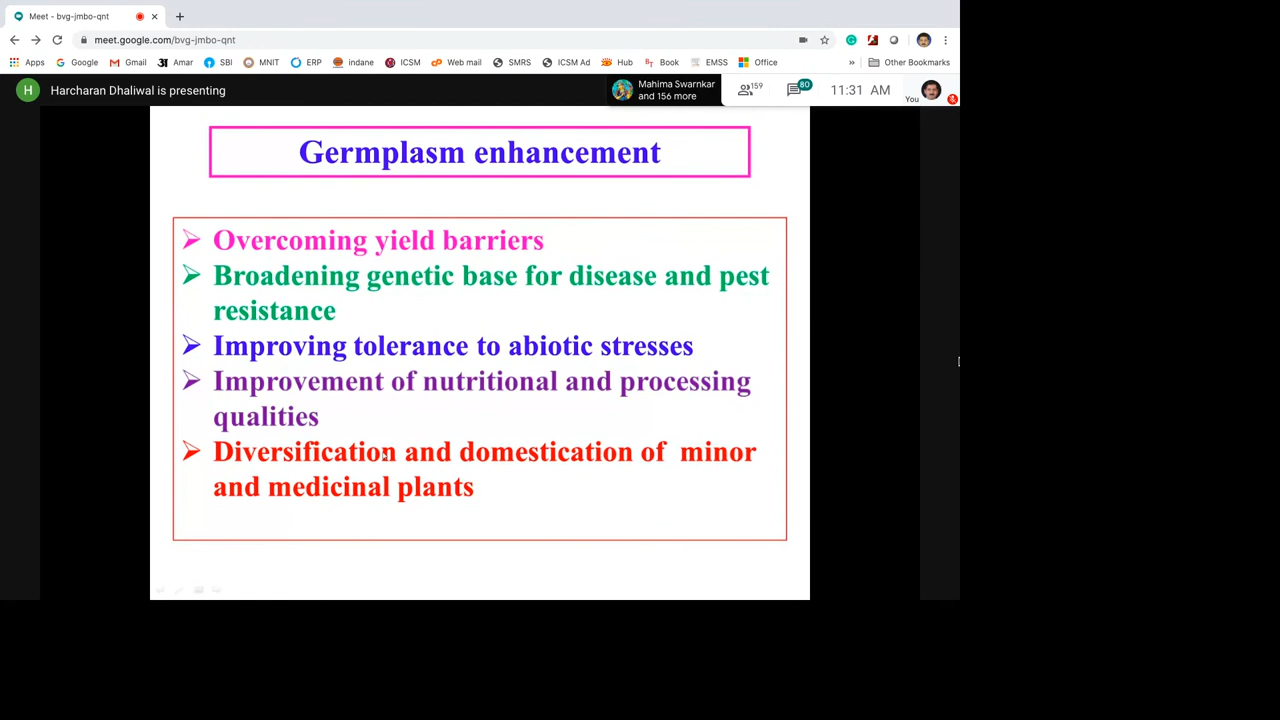 Meet - bvg-jmbo-qnt
meet.google.com/bvg-jmbo-qnt
Apps Google Gmail Amar SBI MNIT ERP indane ICSM Web mail SMRS ICSM Ad Hub Book EMSS Office » Other Bookmarks
H Harcharan Dhaliwal is presenting
Mahima Swarnkar
and 156 more
159
80
11:31 AM
You
Germplasm enhancement
Overcoming yield barriers
Broadening genetic base for disease and pest
resistance
Improving tolerance to abiotic stresses
Improvement of nutritional and processing
qualities
Diversification and domestication of minor
and medicinal plants